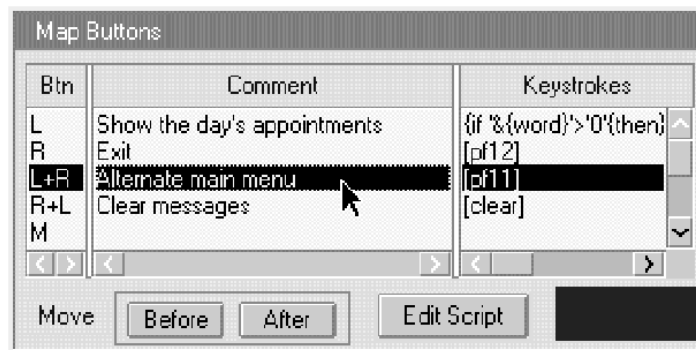 Map Buttons
Btn Comment Keystrokes
L Show the day's appointments {if '&{word}'>'0'{then}
R Exit [pf12]
L+R Alternate main menu [pf11]
R+L Clear messages [clear]
M
Move Before After Edit Script